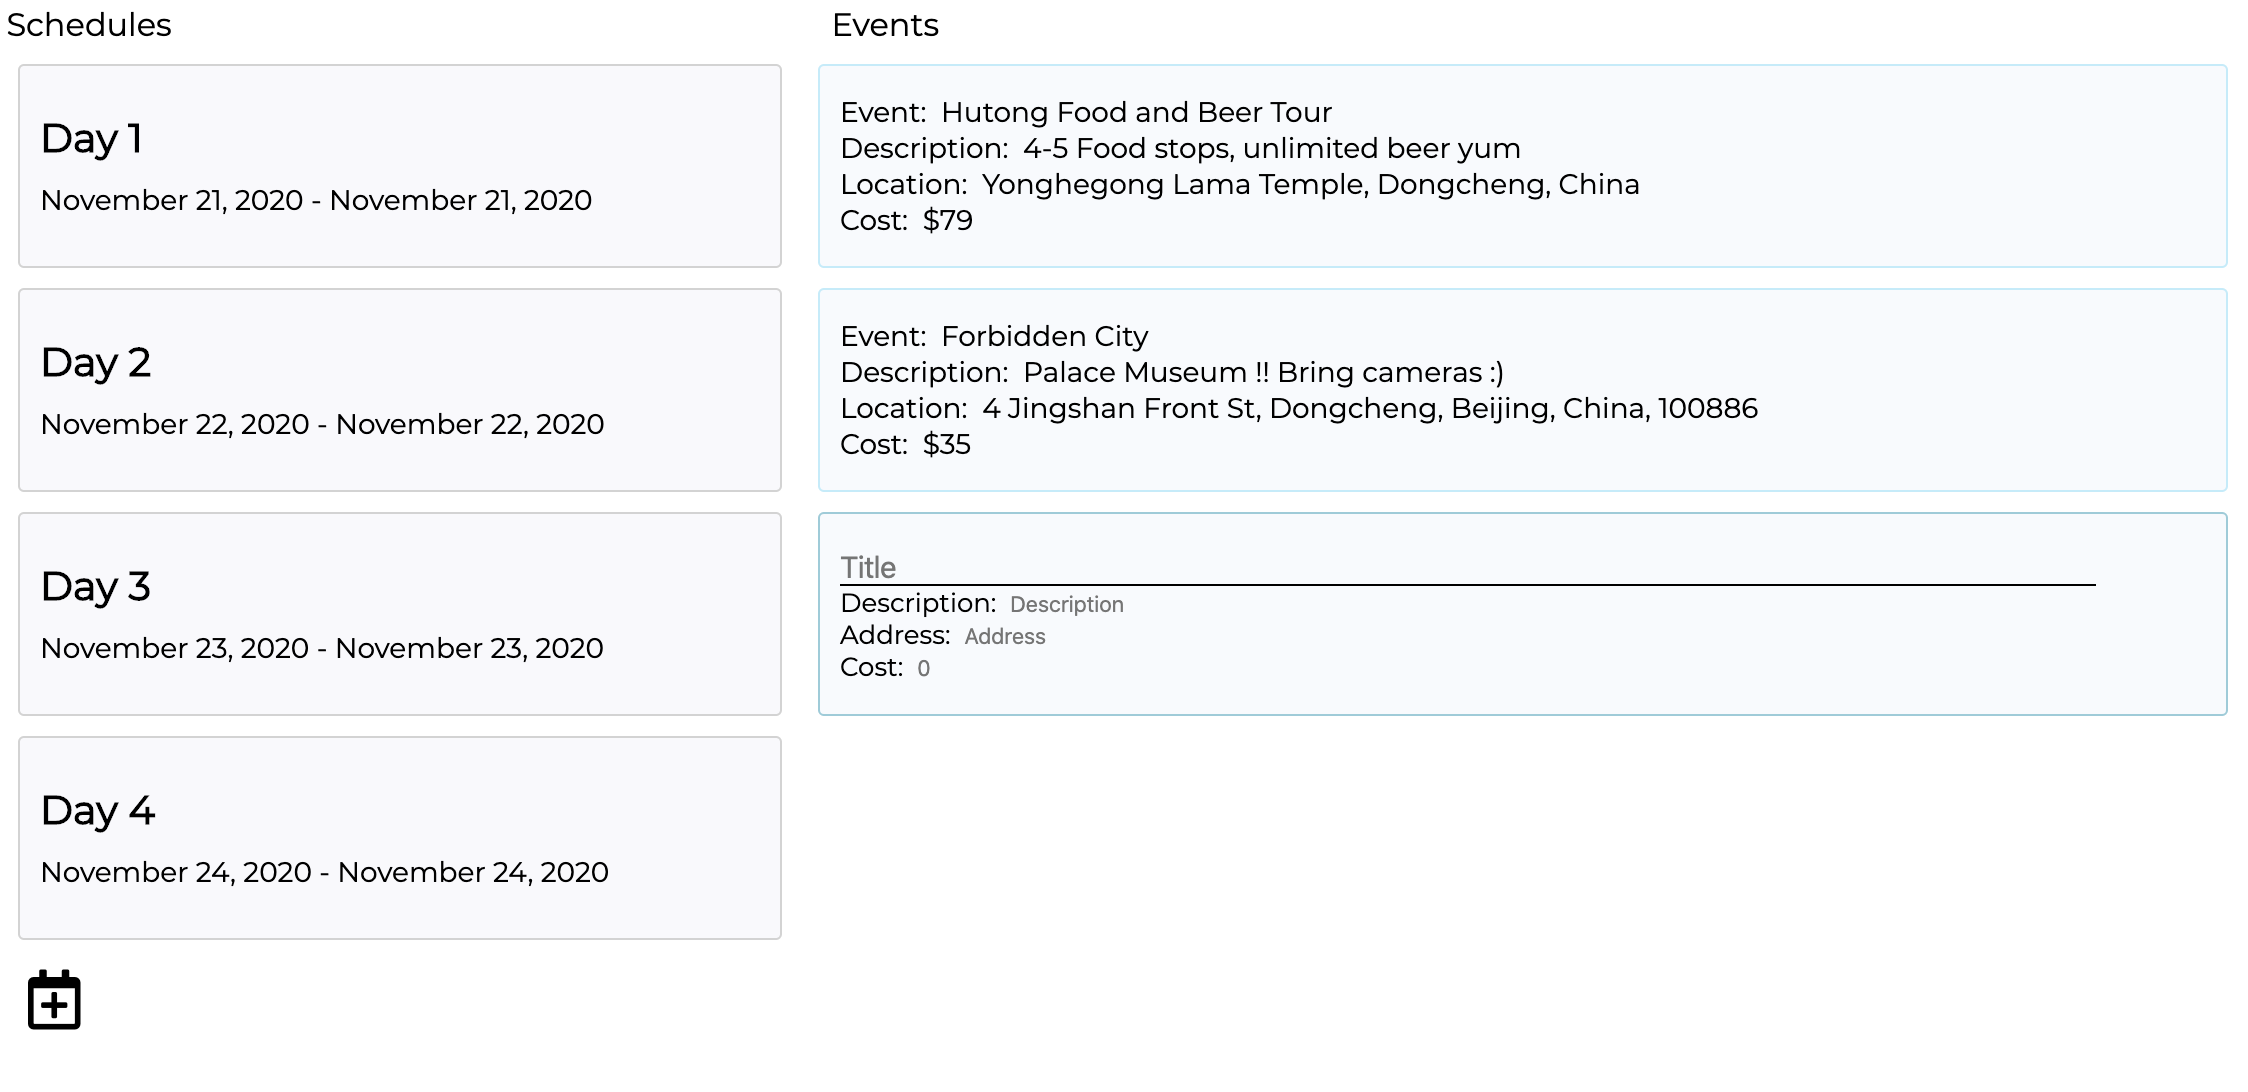 Schedules
Day 1
November 21, 2020 - November 21, 2020
Day 2
November 22, 2020 - November 22, 2020
Day 3
November 23, 2020 - November 23, 2020
Day 4
November 24, 2020 - November 24, 2020
Events
Event: Hutong Food and Beer Tour
Description: 4-5 Food stops, unlimited beer yum
Location: Yonghegong Lama Temple, Dongcheng, China
Cost: $79
Event: Forbidden City
Description: Palace Museum !! Bring cameras :)
Location: 4 Jingshan Front St, Dongcheng, Beijing, China, 100886
Cost: $35
Title
Description: Description
Address: Address
Cost: 0